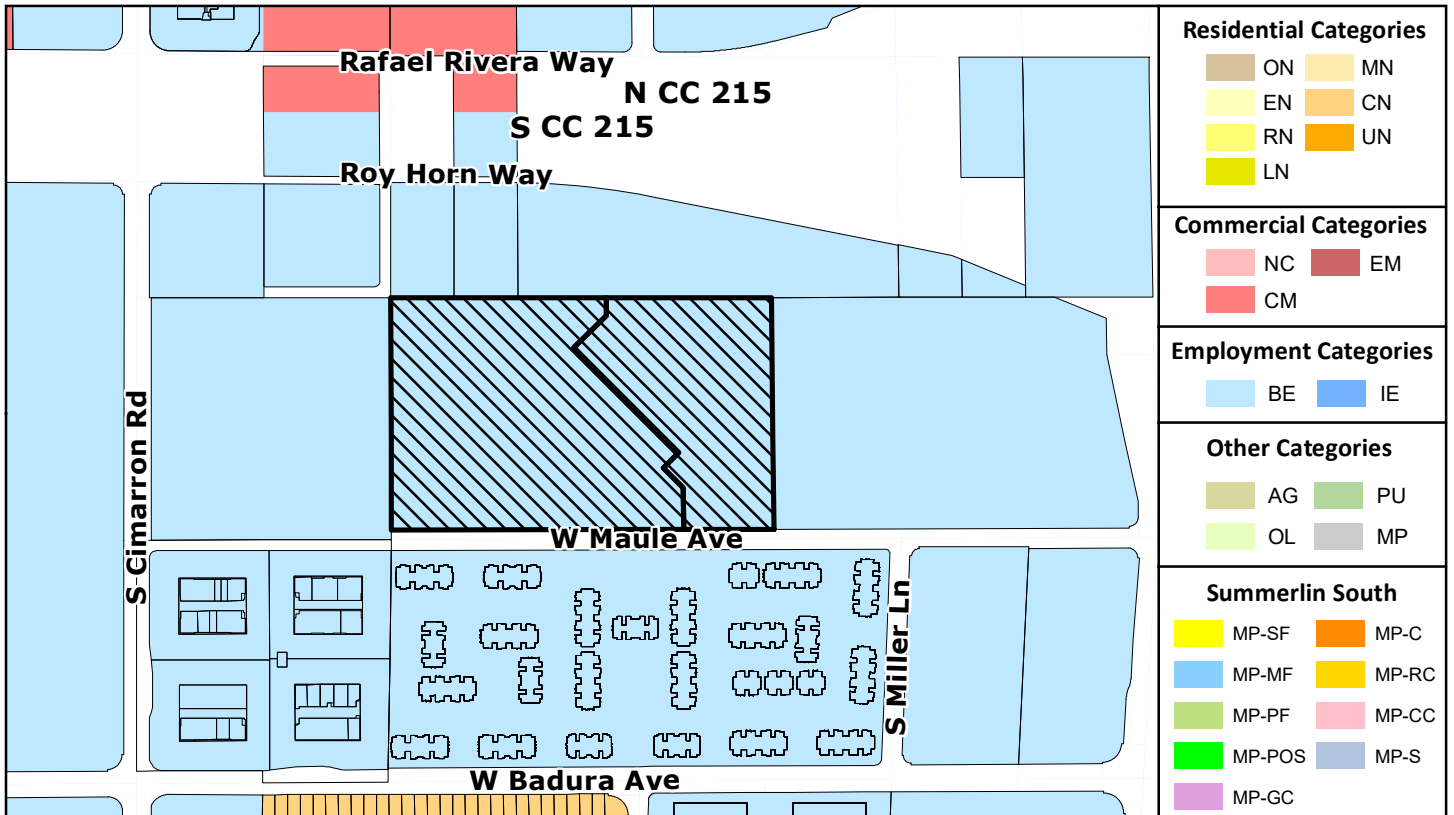 Rafael Rivera Way
N CC 215
S CC 215
Roy Horn Way
S Cimarron Rd
W Maule Ave
S Miller Ln
W Badura Ave
Residential Categories
ON MN
EN CN
RN UN
LN
Commercial Categories
NC EM
CM
Employment Categories
BE IE
Other Categories
AG PU
OL MP
Summerlin South
MP-SF MP-C
MP-MF MP-RC
MP-PF MP-CC
MP-POS MP-S
MP-GC